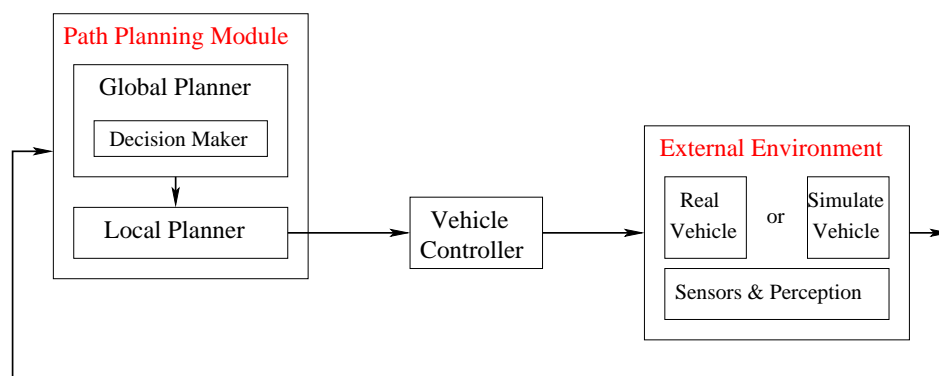 Path Planning Module
Global Planner
Decision Maker
Local Planner
Vehicle
Controller
External Environment
Real
Vehicle
or
Simulate
Vehicle
Sensors & Perception